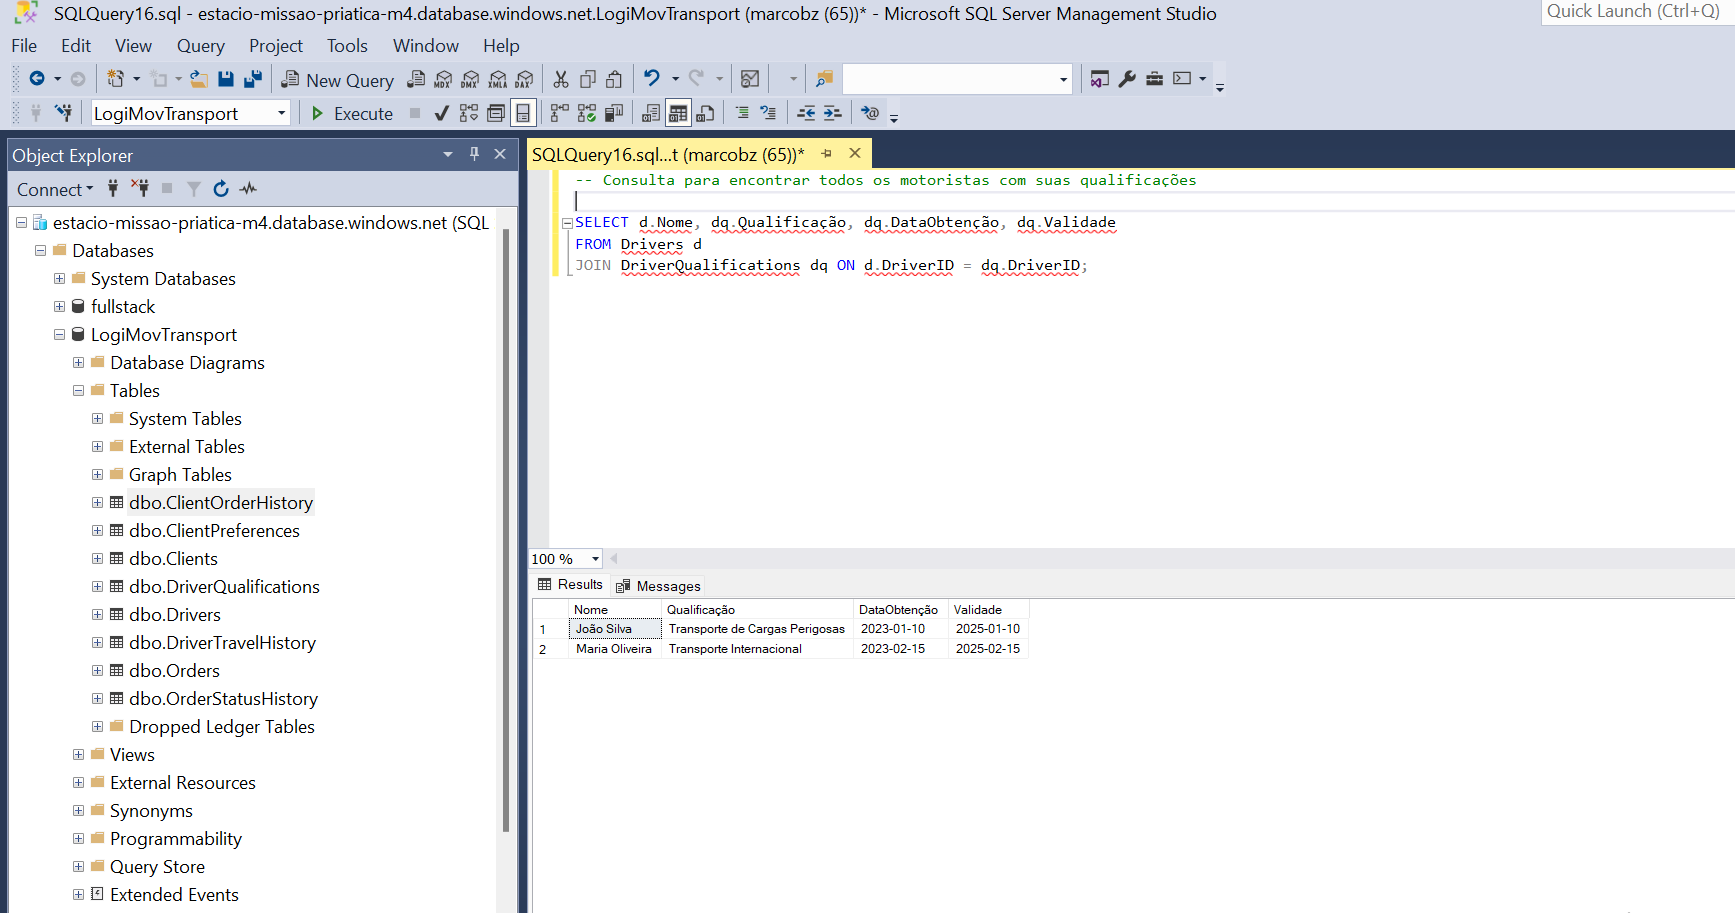 SQLQuery16.sql - estacio-missao-priatica-m4.database.windows.net.LogiMovTransport (marcobz (65))* - Microsoft SQL Server Management Studio
Quick Launch (Ctrl+Q)
File Edit View Query Project Tools Window Help
New Query MDX DMX XMLA DAX
LogiMovTransport Execute
Object Explorer
Connect
estacio-missao-priatica-m4.database.windows.net (SQL
Databases
System Databases
fullstack
LogiMovTransport
Database Diagrams
Tables
System Tables
External Tables
Graph Tables
dbo.ClientOrderHistory
dbo.ClientPreferences
dbo.Clients
dbo.DriverQualifications
dbo.Drivers
dbo.DriverTravelHistory
dbo.Orders
dbo.OrderStatusHistory
Dropped Ledger Tables
Views
External Resources
Synonyms
Programmability
Query Store
Extended Events
SQLQuery16.sql...t (marcobz (65))*
-- Consulta para encontrar todos os motoristas com suas qualificações
SELECT d.Nome, dq.Qualificação, dq.DataObtenção, dq.Validade
FROM Drivers d
JOIN DriverQualifications dq ON d.DriverID = dq.DriverID;
100 %
Results Messages
Nome Qualificação DataObtenção Validade
1 João Silva Transporte de Cargas Perigosas 2023-01-10 2025-01-10
2 Maria Oliveira Transporte Internacional 2023-02-15 2025-02-15